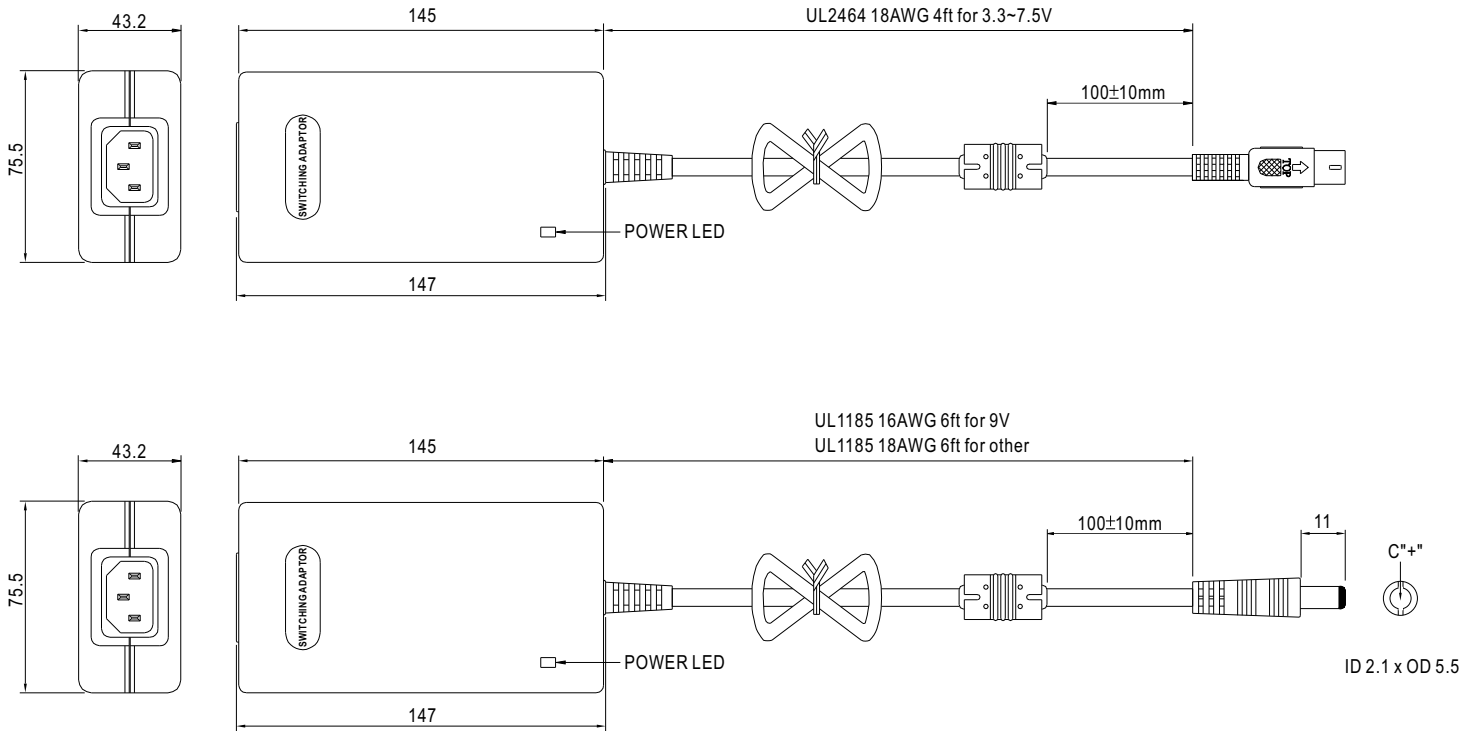 43.2
145
UL2464 18AWG 4ft for 3.3~7.5V
100±10mm
75.5
SWITCHING ADAPTOR
TOP
POWER LED
147
UL1185 16AWG 6ft for 9V
UL1185 18AWG 6ft for other
43.2
145
100±10mm
11
C"+"
75.5
SWITCHING ADAPTOR
POWER LED
ID 2.1 x OD 5.5
147